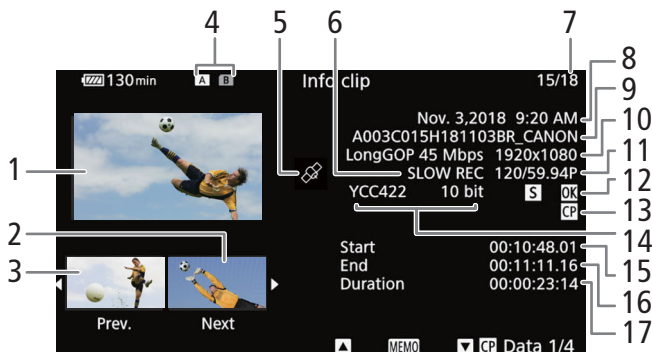 4 5 6 7
130 min A B Info clip 15/18
8
Nov. 3,2018 9:20 AM
9
A003C015H181103BR_CANON
10
LongGOP 45 Mbps 1920x1080
11
SLOW REC 120/59.94P
12
YCC422 10 bit S OK
13
CP
1
14
2
Start 00:10:48.01
15
3
End 00:11:11.16
16
Duration 00:00:23:14
17
Prev. Next
MEMO CP Data 1/4